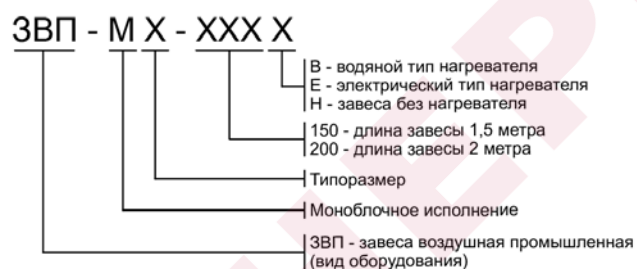 ЗВП - М Х - ХХХ Х
В - водяной тип нагревателя
Е - электрический тип нагревателя
Н - завеса без нагревателя
150 - длина завесы 1,5 метра
200 - длина завесы 2 метра
Типоразмер
Моноблочное исполнение
ЗВП - завеса воздушная промышленная
(вид оборудования)